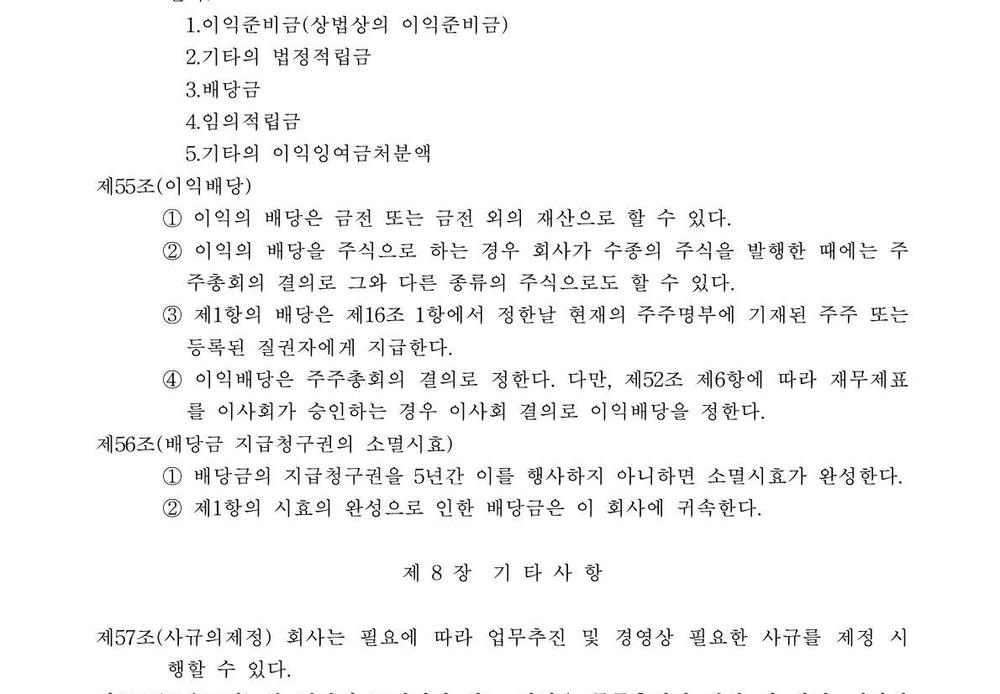 1.이익준비금(상법상의 이익준비금)
2.기타의 법정적립금
3.배당금
4.임의적립금
5.기타의 이익잉여금처분액
제55조(이익배당)
① 이익의 배당은 금전 또는 금전 외의 재산으로 할 수 있다.
② 이익의 배당을 주식으로 하는 경우 회사가 수종의 주식을 발행한 때에는 주
주총회의 결의로 그와 다른 종류의 주식으로도 할 수 있다.
③ 제1항의 배당은 제16조 1항에서 정한날 현재의 주주명부에 기재된 주주 또는
등록된 질권자에게 지급한다.
④ 이익배당은 주주총회의 결의로 정한다. 다만, 제52조 제6항에 따라 재무제표
를 이사회가 승인하는 경우 이사회 결의로 이익배당을 정한다.
제56조(배당금 지급청구권의 소멸시효)
① 배당금의 지급청구권을 5년간 이를 행사하지 아니하면 소멸시효가 완성한다.
② 제1항의 시효의 완성으로 인한 배당금은 이 회사에 귀속한다.
제 8 장 기 타 사 항
제57조(사규의제정) 회사는 필요에 따라 업무추진 및 경영상 필요한 사규를 제정 시
행할 수 있다.